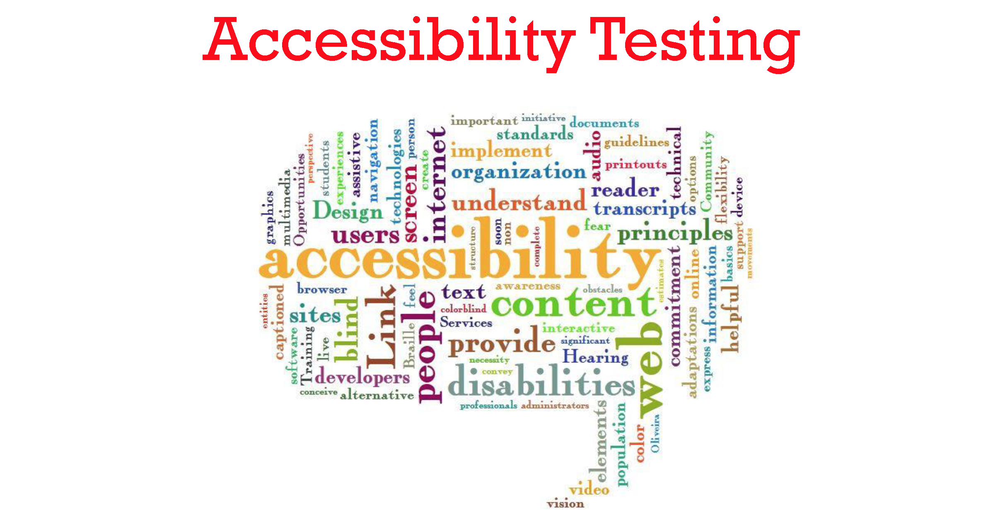 Accessibility Testing
important
initiative
documents
standards
guidelines
implement
printouts
organization
audio
technical
reader
understand
transcripts
options
Community
flexibility
device
perspective
students
experiences
assistive
navigation
technologies
person
create
screen
internet
graphics
multimedia
Opportunities
Design
users
structure
soon
non
complete
fear
principles
support
movements
accessibility
estimates
commitment
online
information
basics
helpful
entities
captioned
browser
sites
blind
Link
feel
people
text
awareness
obstacles
colorblind
content
Services
interactive
software
Training
live
Braille
provide
significant
Hearing
web
adaptations
express
necessity
convey
developers
disabilities
conceive
alternative
professionals
administrators
elements
population
color
Oliveira
video
vision